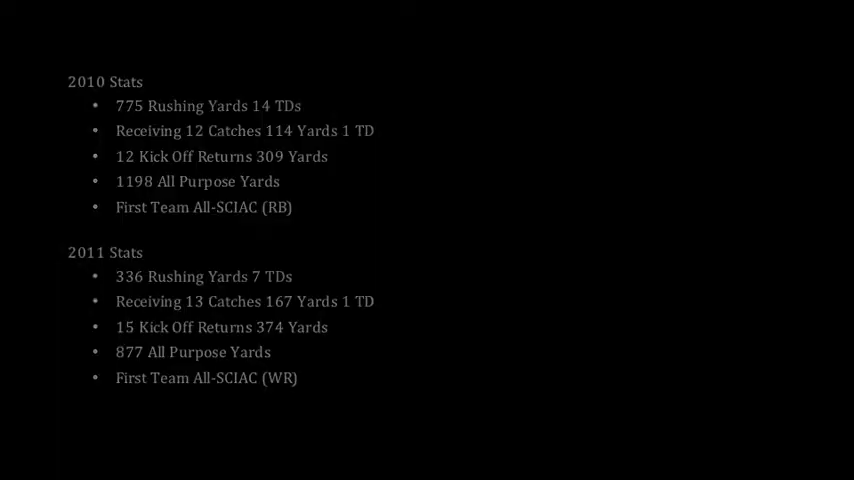 2010 Stats
• 775 Rushing Yards 14 TDs
• Receiving 12 Catches 114 Yards 1 TD
• 12 Kick Off Returns 309 Yards
• 1198 All Purpose Yards
• First Team All-SCIAC (RB)
2011 Stats
• 336 Rushing Yards 7 TDs
• Receiving 13 Catches 167 Yards 1 TD
• 15 Kick Off Returns 374 Yards
• 877 All Purpose Yards
• First Team All-SCIAC (WR)